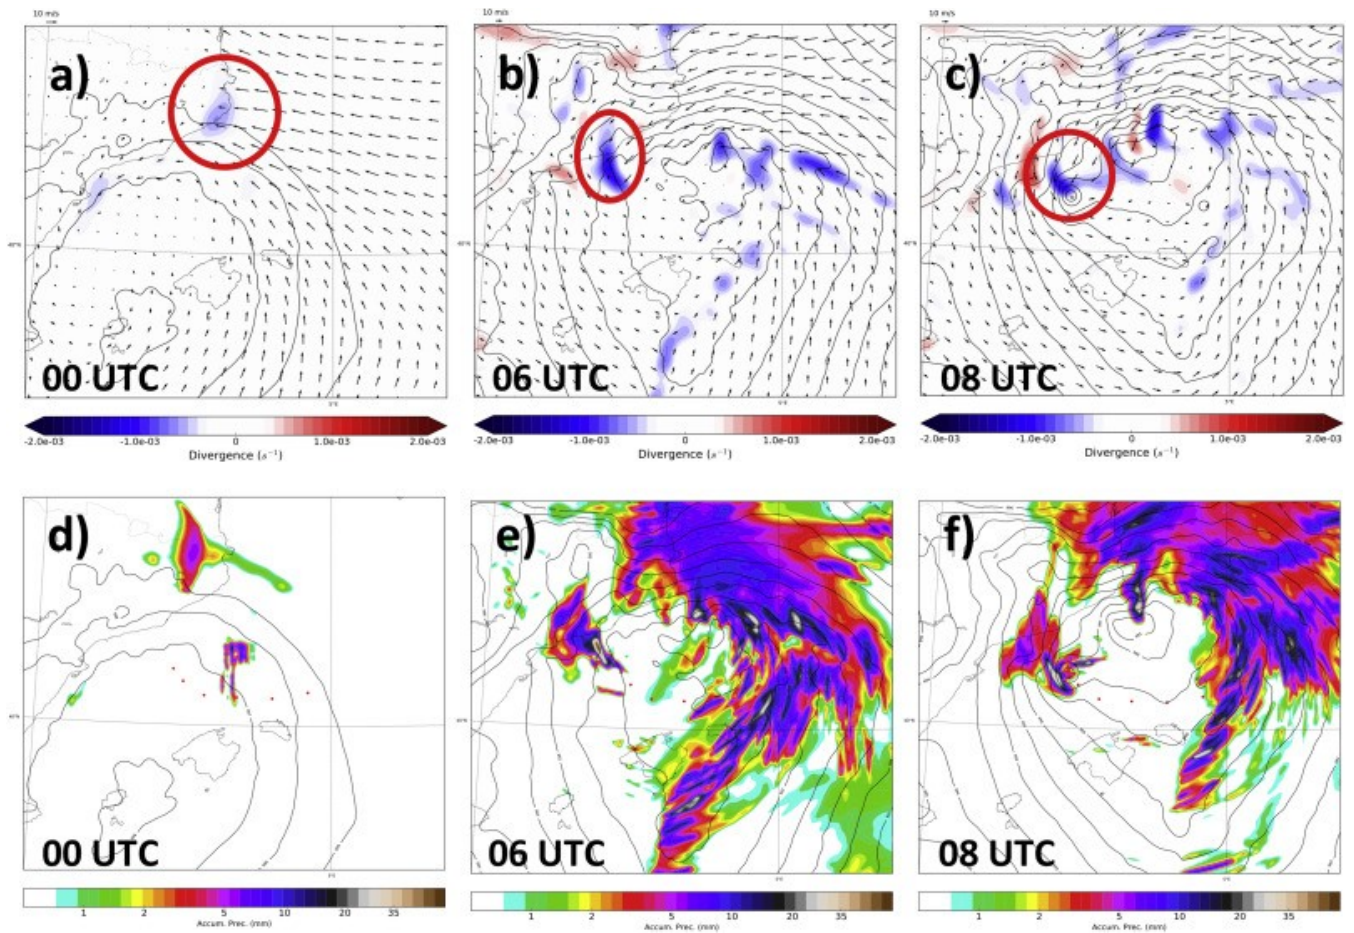 10 m/s
10 m/s
10 m/s
a)
b)
c)
00 UTC
06 UTC
08 UTC
-2.0e-03 -1.0e-03 0 1.0e-03 2.0e-03
-2.0e-03 -1.0e-03 0 1.0e-03 2.0e-03
-2.0e-03 -1.0e-03 0 1.0e-03 2.0e-03
Divergence (s⁻¹)
Divergence (s⁻¹)
Divergence (s⁻¹)
d)
e)
f)
00 UTC
06 UTC
08 UTC
1 2 5 10 20 35
1 2 5 10 20 35
1 2 5 10 20 35
Accum. Prec. (mm)
Accum. Prec. (mm)
Accum. Prec. (mm)